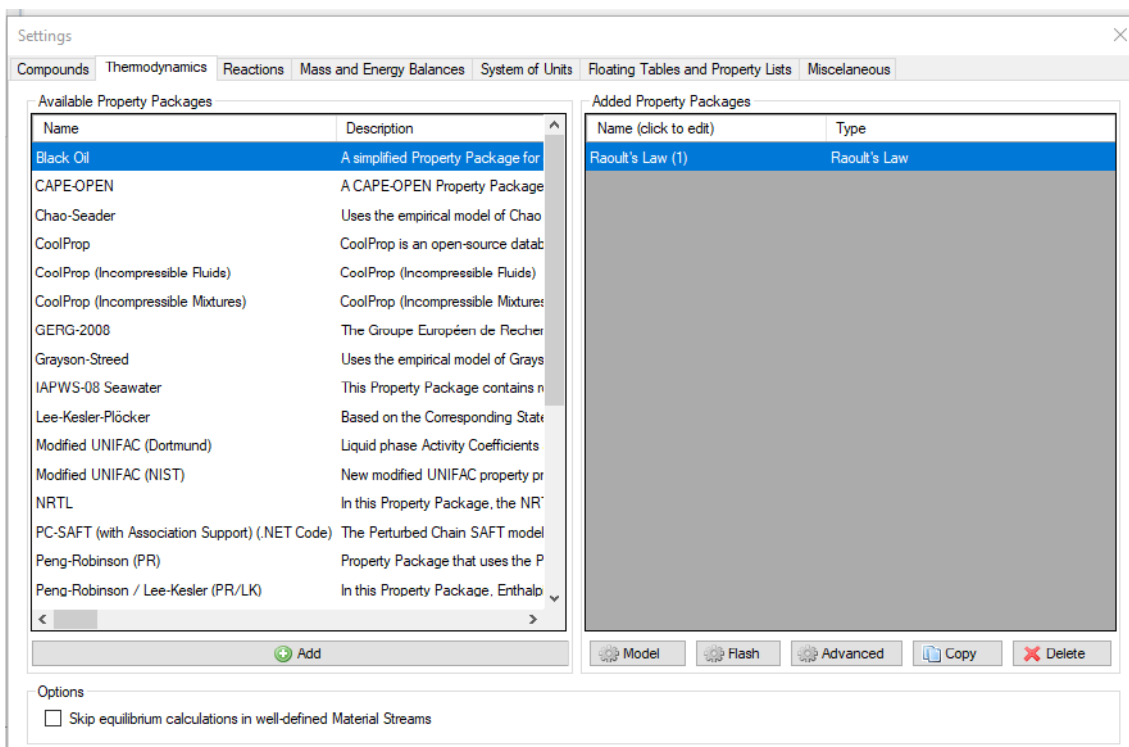 Settings
Compounds Thermodynamics Reactions Mass and Energy Balances System of Units Floating Tables and Property Lists Miscelaneous
Available Property Packages
Name Description
Black Oil A simplified Property Package for
CAPE-OPEN A CAPE-OPEN Property Package
Chao-Seader Uses the empirical model of Chao
CoolProp CoolProp is an open-source datab
CoolProp (Incompressible Fluids) CoolProp (Incompressible Fluids)
CoolProp (Incompressible Mixtures) CoolProp (Incompressible Mixtures
GERG-2008 The Groupe Européen de Recher
Grayson-Streed Uses the empirical model of Grays
IAPWS-08 Seawater This Property Package contains r
Lee-Kesler-Plöcker Based on the Corresponding State
Modified UNIFAC (Dortmund) Liquid phase Activity Coefficients
Modified UNIFAC (NIST) New modified UNIFAC property pr
NRTL In this Property Package, the NR
PC-SAFT (with Association Support) (.NET Code) The Perturbed Chain SAFT model
Peng-Robinson (PR) Property Package that uses the P
Peng-Robinson / Lee-Kesler (PR/LK) In this Property Package, Enthalp
Add
Added Property Packages
Name (click to edit) Type
Raoult's Law (1) Raoult's Law
Model Flash Advanced Copy Delete
Options
Skip equilibrium calculations in well-defined Material Streams